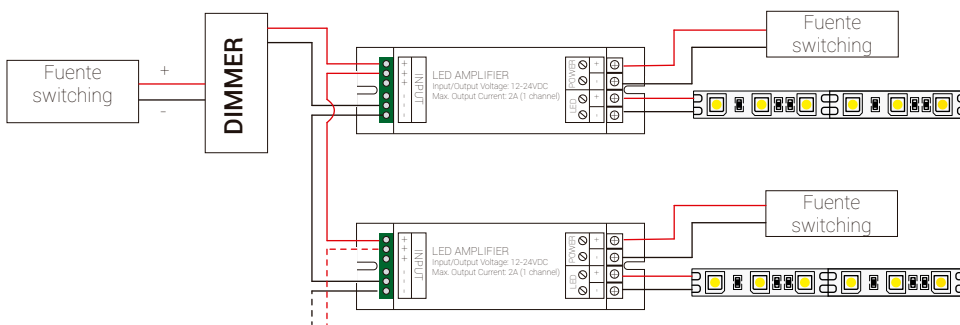 Fuente
switching
+
-
DIMMER
+
+
+
-
-
-
INPUT
LED AMPLIFIER
Input/Output Voltage: 12-24VDC
Max. Output Current: 2A (1 channel)
POWER
+
-
LED
+
-
Fuente
switching
+
+
+
-
-
-
INPUT
LED AMPLIFIER
Input/Output Voltage: 12-24VDC
Max. Output Current: 2A (1 channel)
POWER
+
-
LED
+
-
Fuente
switching